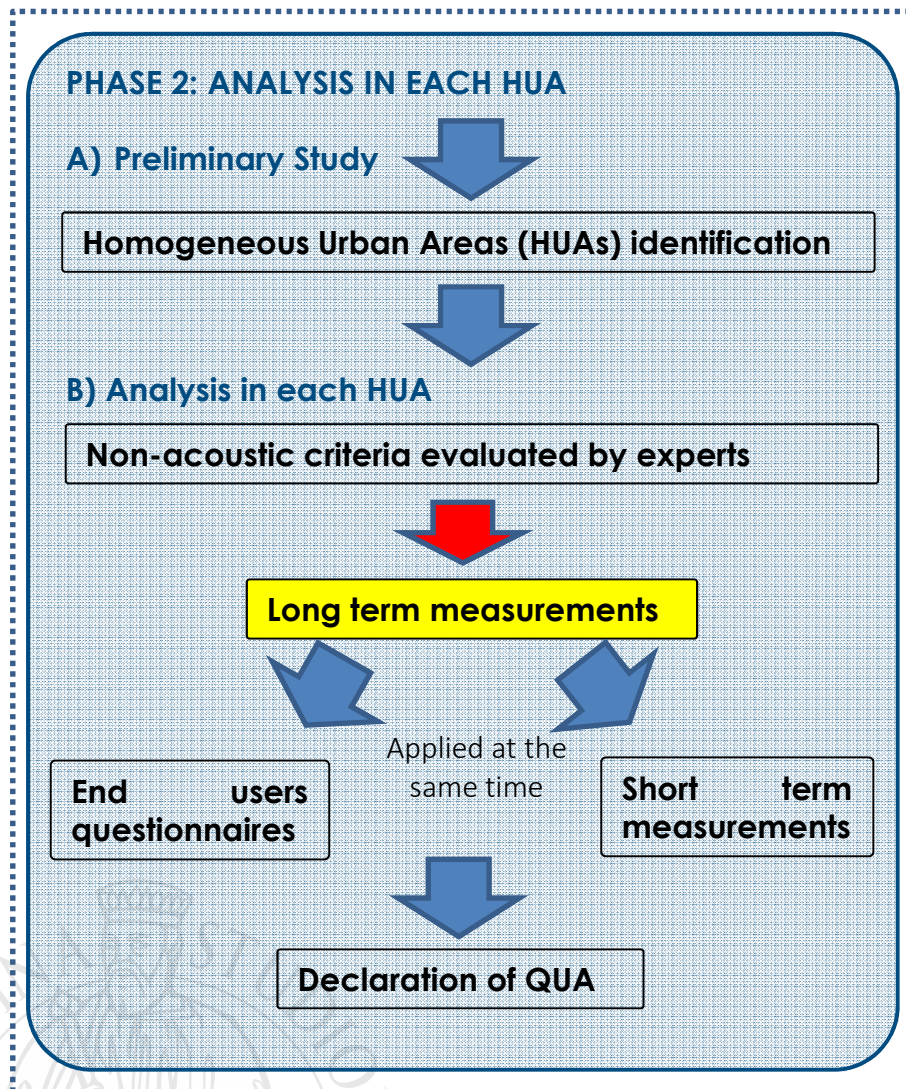 PHASE 2: ANALYSIS IN EACH HUA
A) Preliminary Study
Homogeneous Urban Areas (HUAs) identification
B) Analysis in each HUA
Non-acoustic criteria evaluated by experts
Long term measurements
Applied at the
same time
End users
questionnaires
Short term
measurements
Declaration of QUA